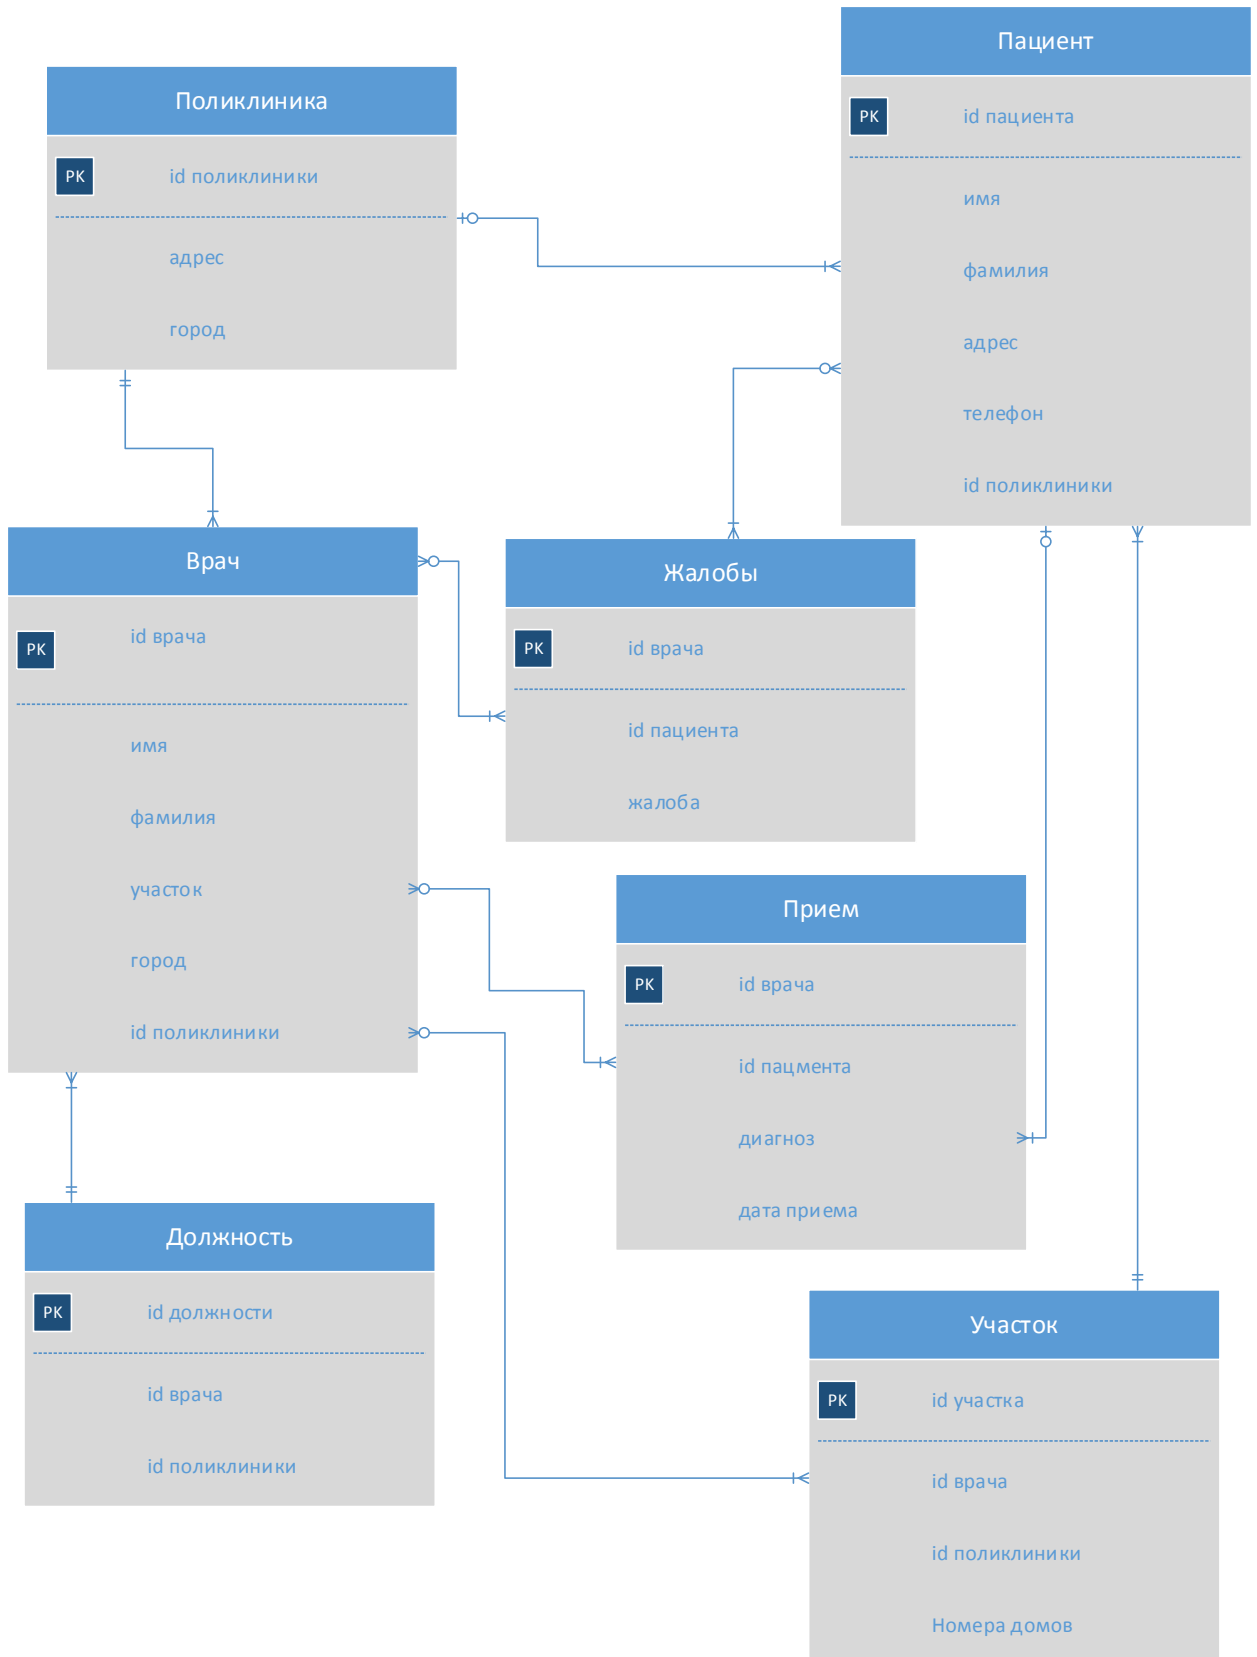 Поликлиника
PK id поликлиники
адрес
город
Пациент
PK id пациента
имя
фамилия
адрес
телефон
id поликлиники
Врач
PK id врача
имя
фамилия
участок
город
id поликлиники
Жалобы
PK id врача
id пациента
жалоба
Прием
PK id врача
id пацмента
диагноз
дата приема
Должность
PK id должности
id врача
id поликлиники
Участок
PK id участка
id врача
id поликлиники
Номера домов